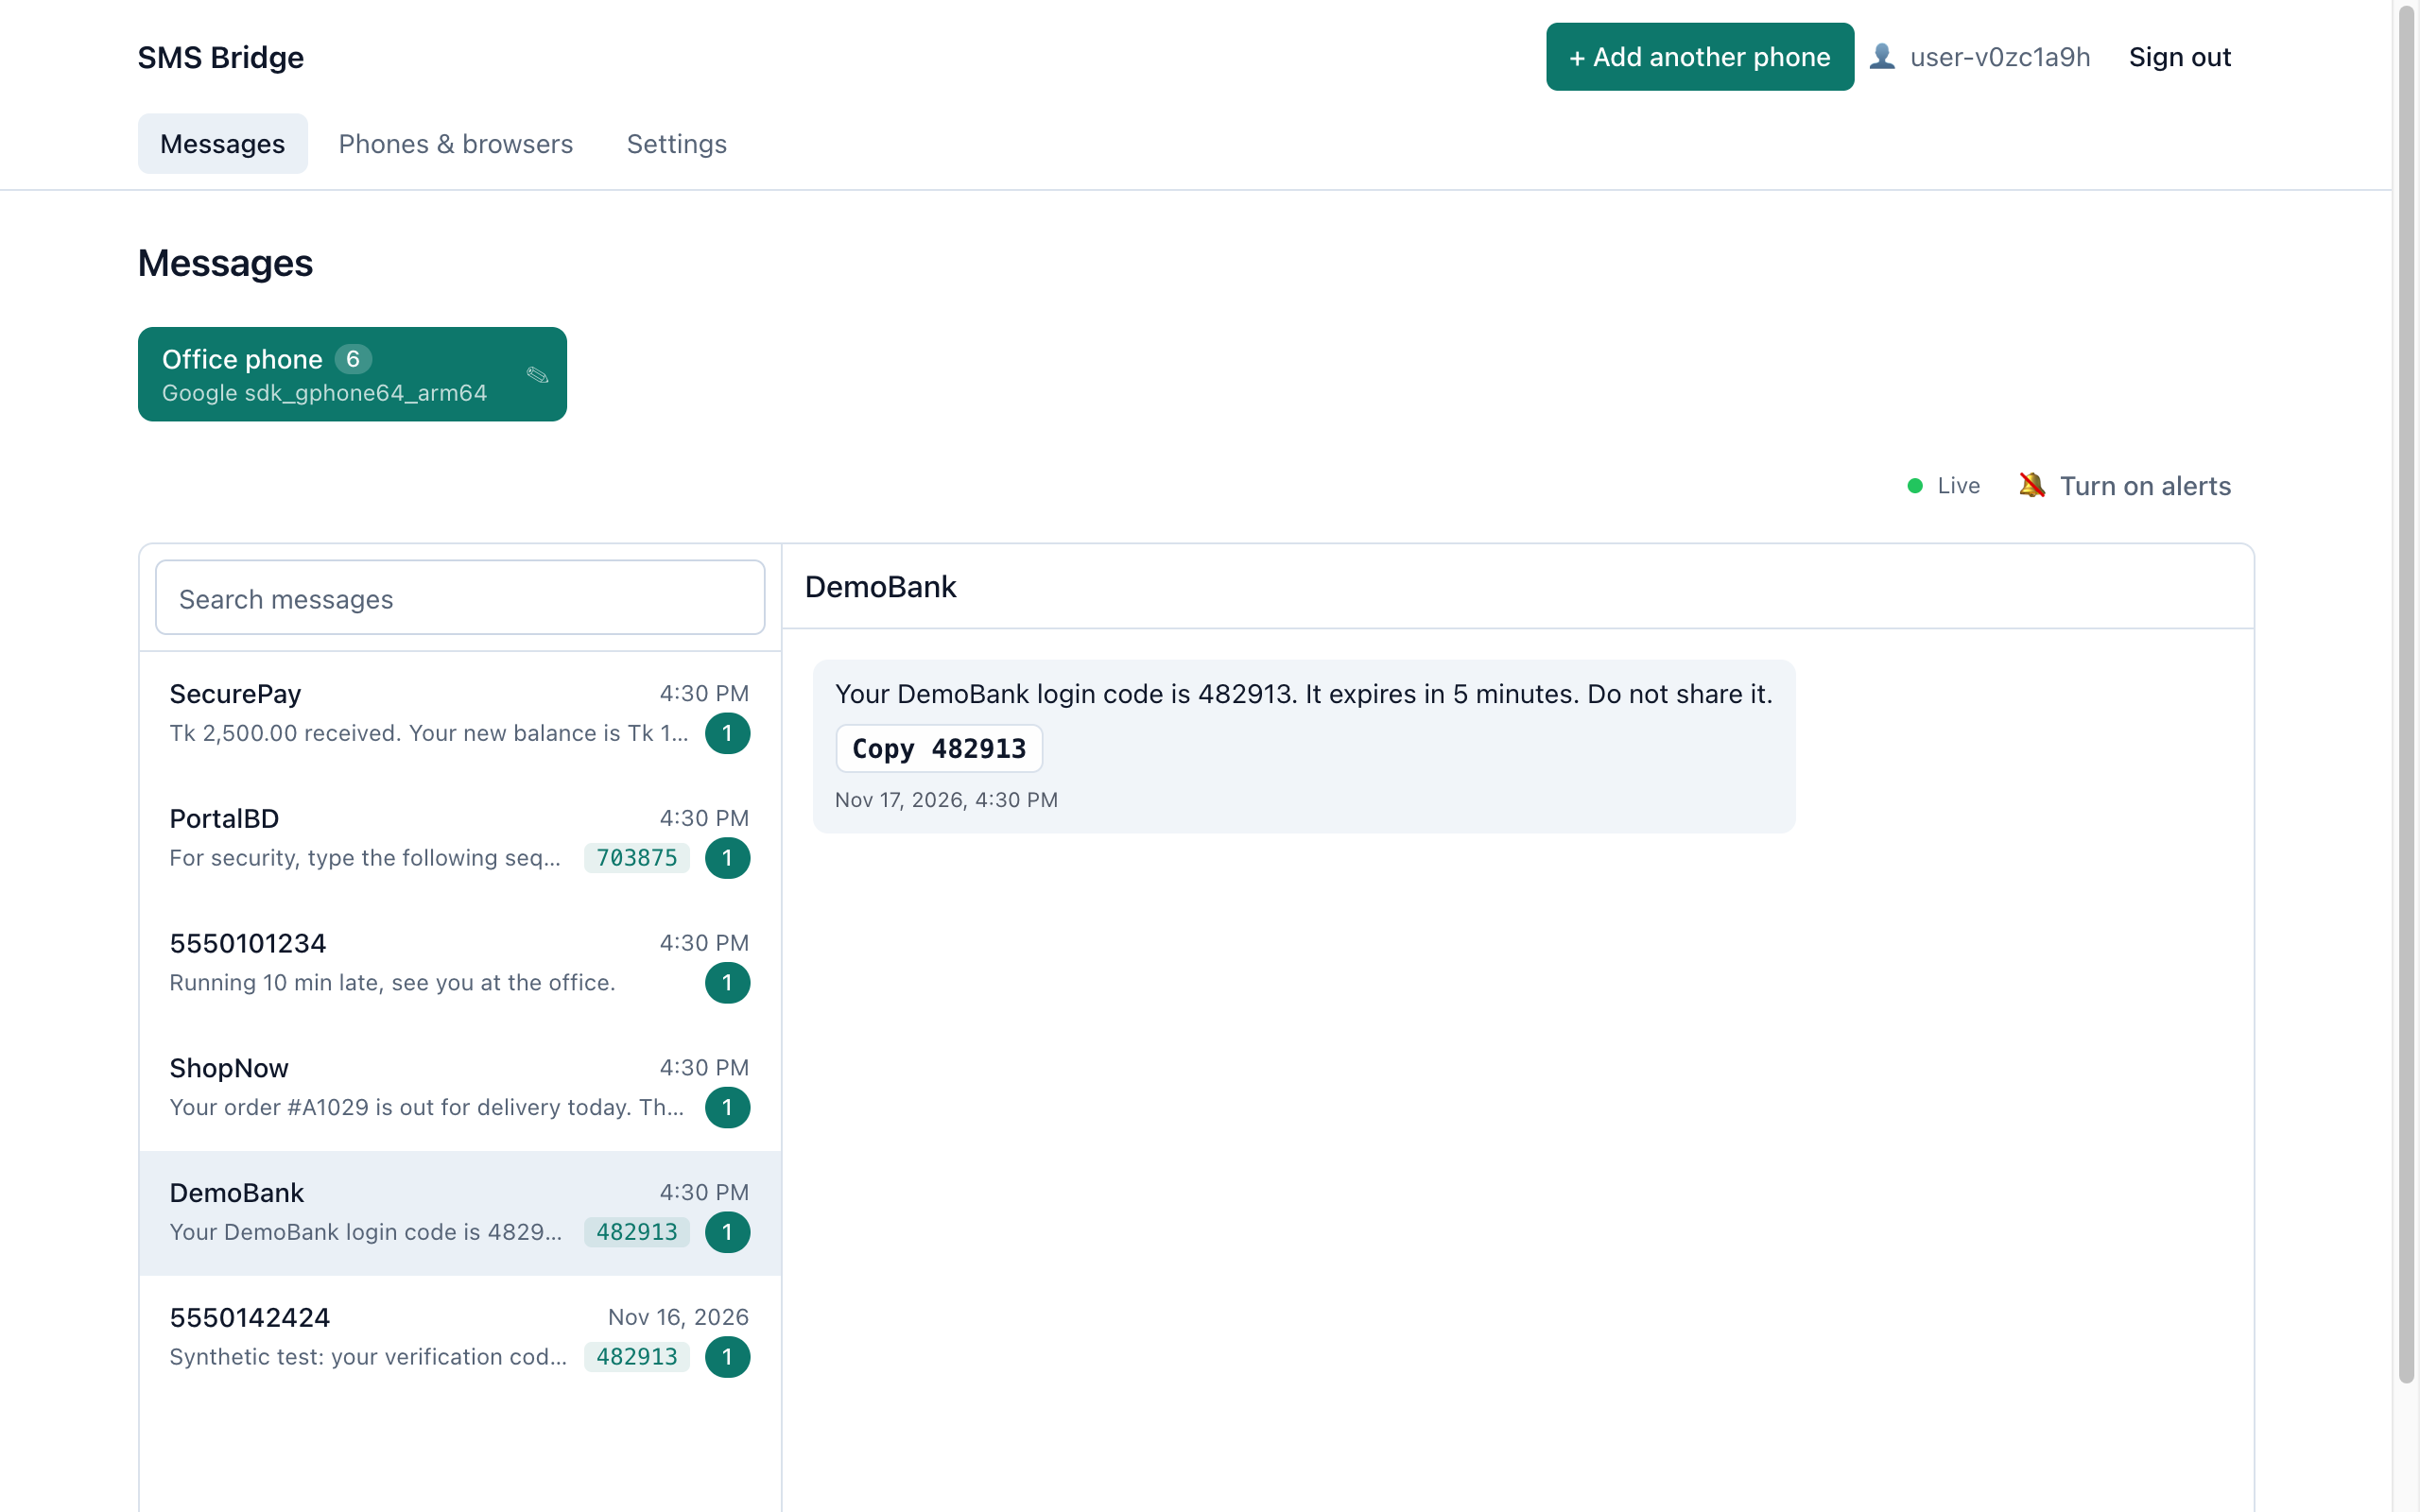 SMS Bridge
+ Add another phone
user-v0zc1a9h
Sign out
Messages
Phones & browsers
Settings
Messages
Office phone 6
Google sdk_gphone64_arm64
Live
Turn on alerts
Search messages
SecurePay 4:30 PM
Tk 2,500.00 received. Your new balance is Tk 1... 1
PortalBD 4:30 PM
For security, type the following seq... 703875 1
5550101234 4:30 PM
Running 10 min late, see you at the office. 1
ShopNow 4:30 PM
Your order #A1029 is out for delivery today. Th... 1
DemoBank 4:30 PM
Your DemoBank login code is 4829... 482913 1
5550142424 Nov 16, 2026
Synthetic test: your verification cod... 482913 1
DemoBank
Your DemoBank login code is 482913. It expires in 5 minutes. Do not share it.
Copy 482913
Nov 17, 2026, 4:30 PM